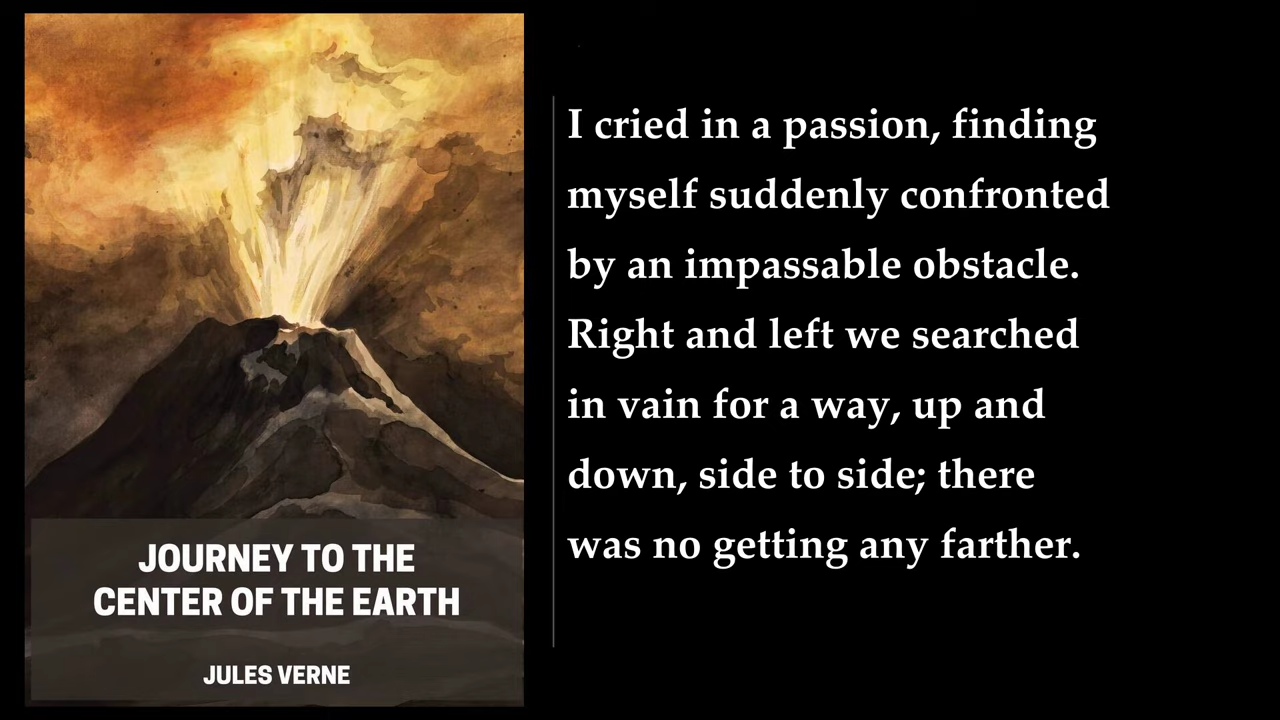 JOURNEY TO THE
CENTER OF THE EARTH
JULES VERNE
I cried in a passion, finding
myself suddenly confronted
by an impassable obstacle.
Right and left we searched
in vain for a way, up and
down, side to side; there
was no getting any farther.